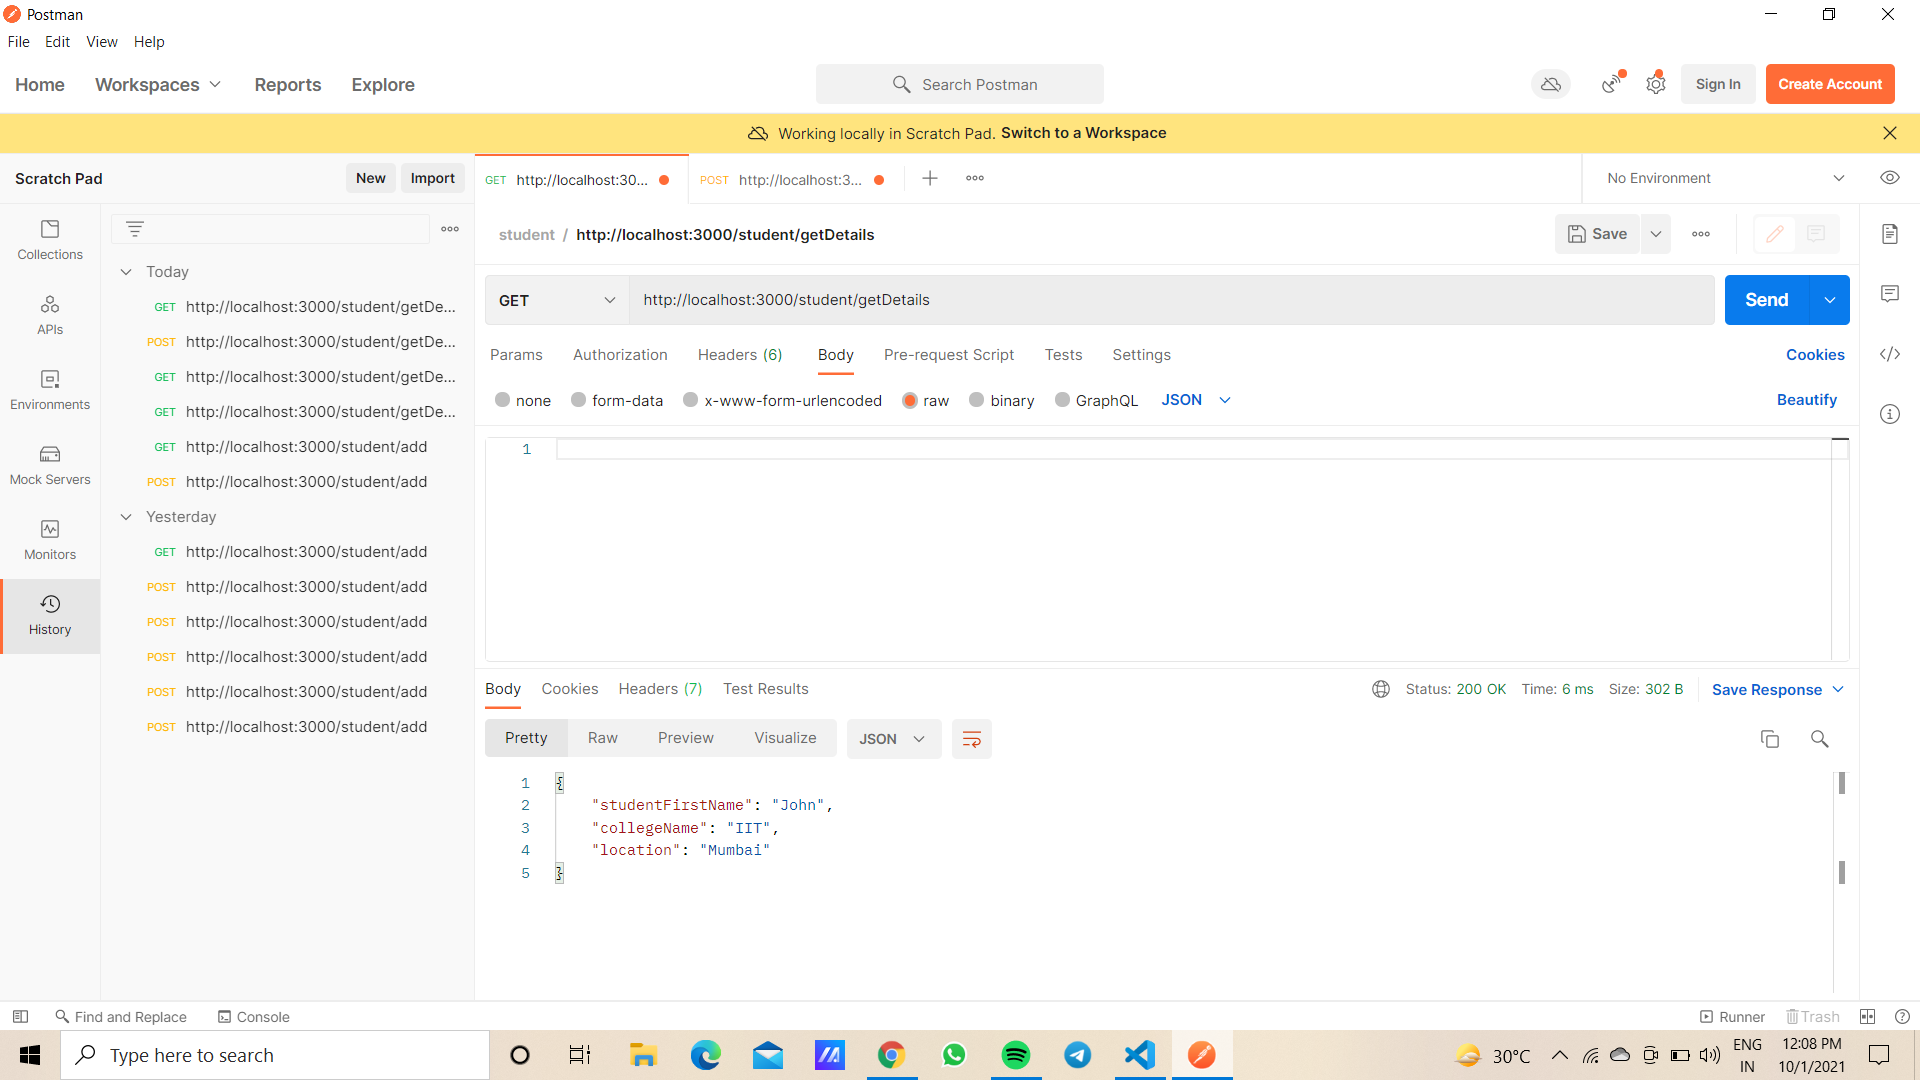 Postman
File Edit View Help
Home Workspaces Reports Explore Search Postman Sign In Create Account
Working locally in Scratch Pad. Switch to a Workspace
Scratch Pad New Import GET http://localhost:30... POST http://localhost:3... No Environment
student / http://localhost:3000/student/getDetails Save
Collections
APIs
Environments
Mock Servers
Monitors
History
Today
GET http://localhost:3000/student/getDe...
POST http://localhost:3000/student/getDe...
GET http://localhost:3000/student/getDe...
GET http://localhost:3000/student/getDe...
GET http://localhost:3000/student/add
POST http://localhost:3000/student/add
Yesterday
GET http://localhost:3000/student/add
POST http://localhost:3000/student/add
POST http://localhost:3000/student/add
POST http://localhost:3000/student/add
POST http://localhost:3000/student/add
POST http://localhost:3000/student/add
GET http://localhost:3000/student/getDetails Send
Params Authorization Headers (6) Body Pre-request Script Tests Settings Cookies
none form-data x-www-form-urlencoded raw binary GraphQL JSON Beautify
1
Body Cookies Headers (7) Test Results Status: 200 OK Time: 6 ms Size: 302 B Save Response
Pretty Raw Preview Visualize JSON
1 {
2 "studentFirstName": "John",
3 "collegeName": "IIT",
4 "location": "Mumbai"
5 }
Find and Replace Console Runner Trash
Type here to search 30°C ENG 12:08 PM
IN 10/1/2021